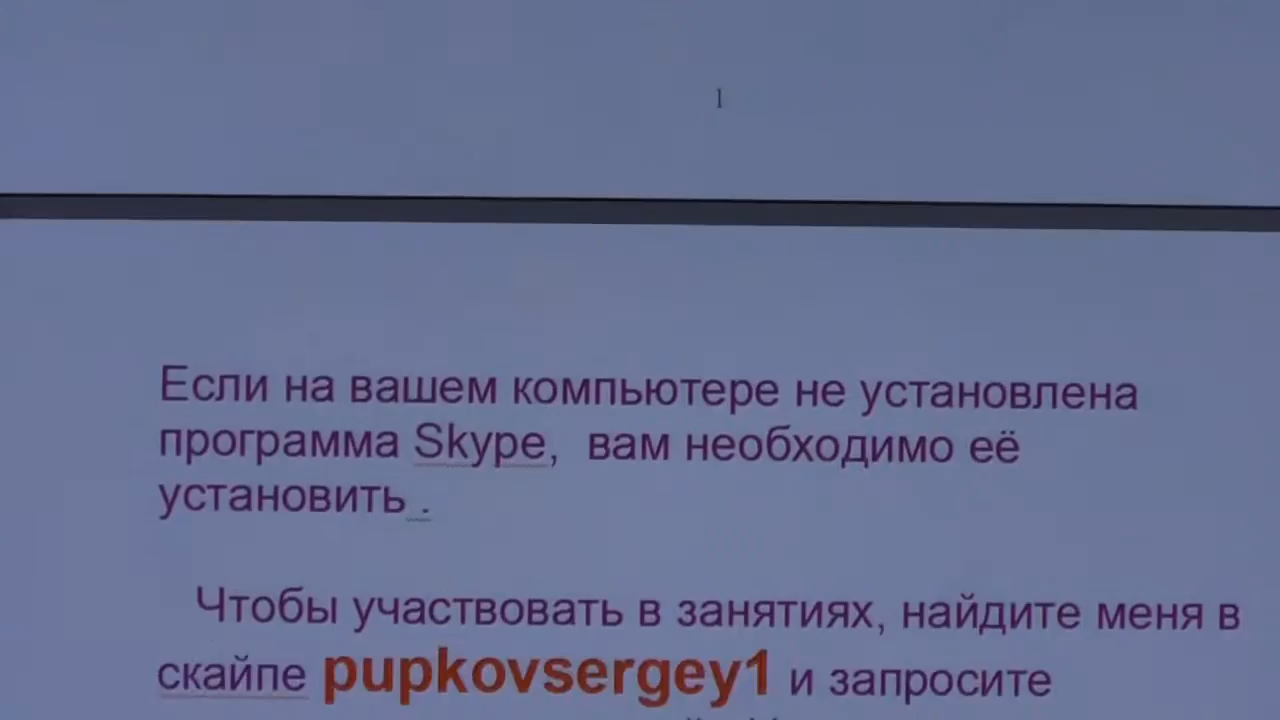 1
Если на вашем компьютере не установлена
программа Skype, вам необходимо её
установить .
Чтобы участвовать в занятиях, найдите меня в
скайпе pupkovsergey1 и запросите